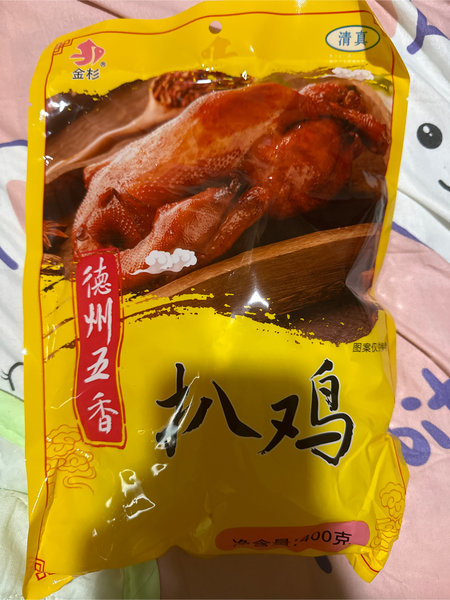 金杉®
清真
德州五香
图案仅供
扒鸡
净含量:400克